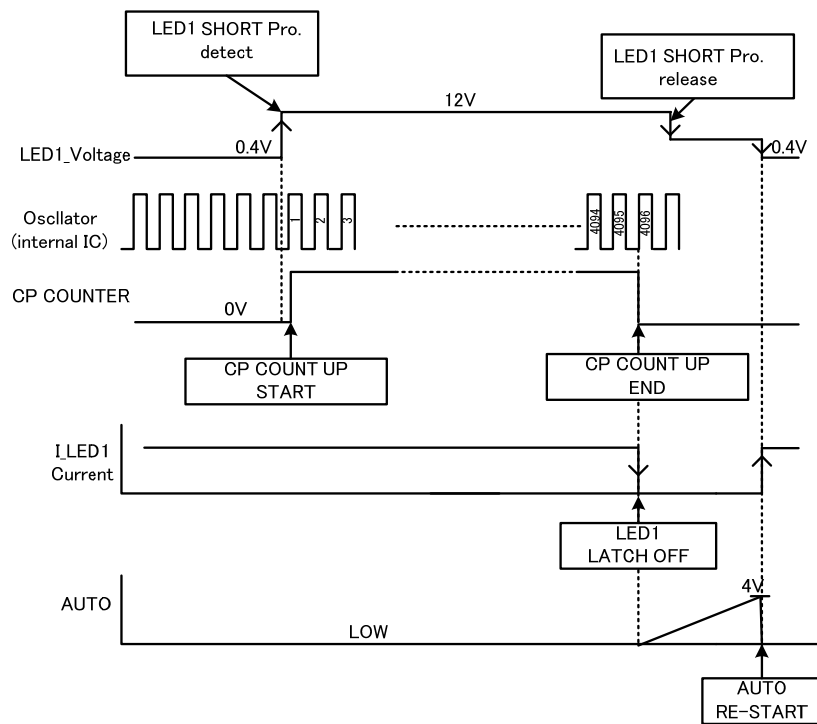 LED1 SHORT Pro.
detect
LED1 SHORT Pro.
release
12V
LED1_Voltage
0.4V
0.4V
Oscllator
(internal IC)
1
2
3
4094
4095
4096
CP COUNTER
0V
CP COUNT UP
START
CP COUNT UP
END
I_LED1
Current
LED1
LATCH OFF
AUTO
LOW
4V
AUTO
RE-START